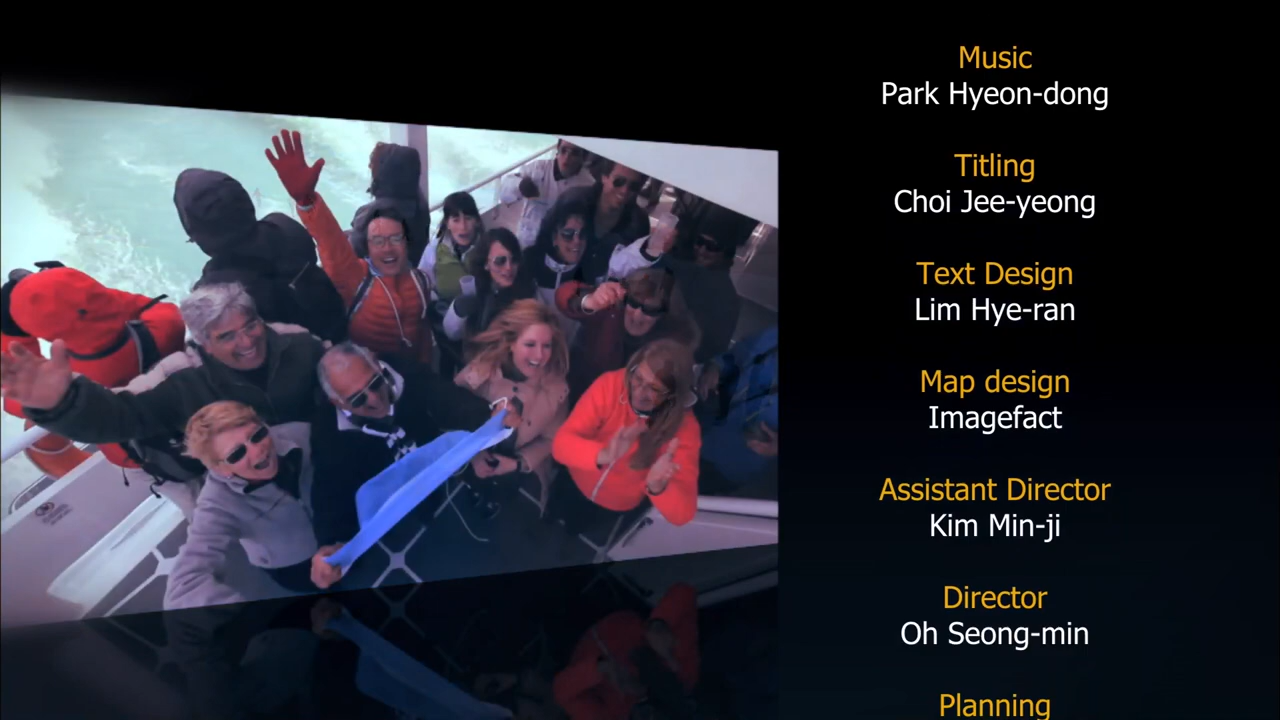 Music
Park Hyeon-dong
Titling
Choi Jee-yeong
Text Design
Lim Hye-ran
Map design
Imagefact
Assistant Director
Kim Min-ji
Director
Oh Seong-min
Planning